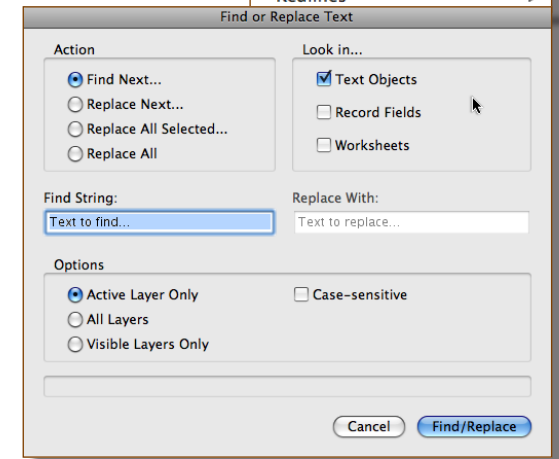 Redlines
Find or Replace Text
Action
Find Next...
Replace Next...
Replace All Selected...
Replace All
Look in...
Text Objects
Record Fields
Worksheets
Find String:
Text to find...
Replace With:
Text to replace...
Options
Active Layer Only
All Layers
Visible Layers Only
Case-sensitive
Cancel
Find/Replace